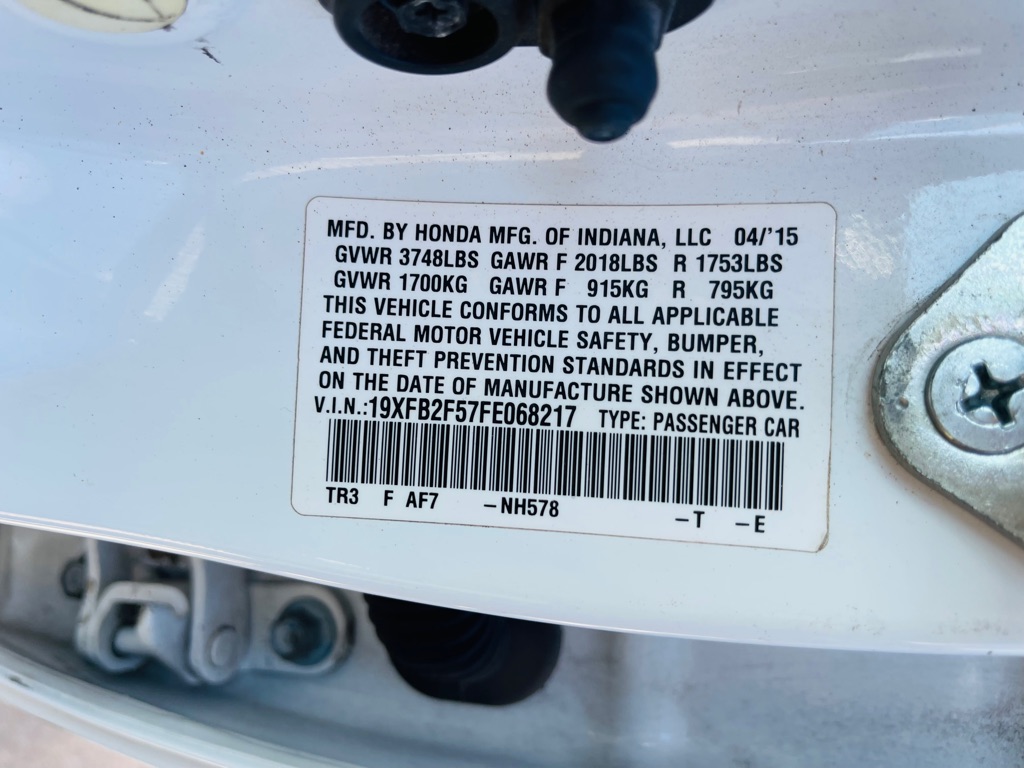 MFD. BY HONDA MFG. OF INDIANA, LLC 04/'15
GVWR 3748LBS GAWR F 2018LBS R 1753LBS
GVWR 1700KG GAWR F 915KG R 795KG
THIS VEHICLE CONFORMS TO ALL APPLICABLE
FEDERAL MOTOR VEHICLE SAFETY, BUMPER,
AND THEFT PREVENTION STANDARDS IN EFFECT
ON THE DATE OF MANUFACTURE SHOWN ABOVE.
V.I.N.:19XFB2F57FE068217 TYPE: PASSENGER CAR
TR3 F AF7 –NH578 –T –E